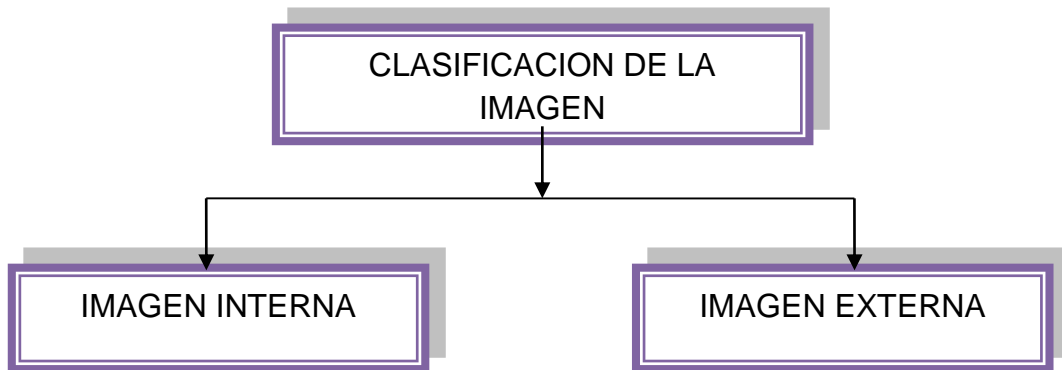 CLASIFICACION DE LA
IMAGEN
IMAGEN INTERNA
IMAGEN EXTERNA